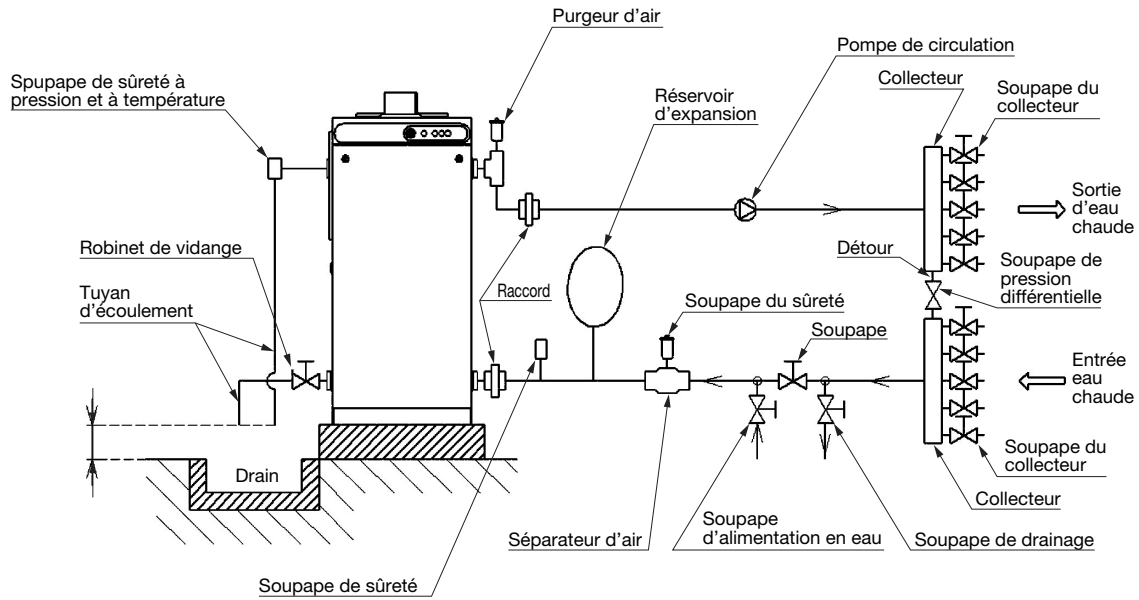 Purgeur d'air
Pompe de circulation
Spupape de sûreté à
pression et à température
Collecteur
Soupape du
collecteur
Réservoir
d'expansion
Sortie
d'eau
chaude
Robinet de vidange
Détour
Soupape de
pression
différentielle
Tuyan
d'écoulement
Raccord
Soupape du sûreté
Soupape
Entrée
eau
chaude
Drain
Soupape du
collecteur
Collecteur
Séparateur d'air
Soupape
d'alimentation en eau
Soupape de drainage
Soupape de sûreté